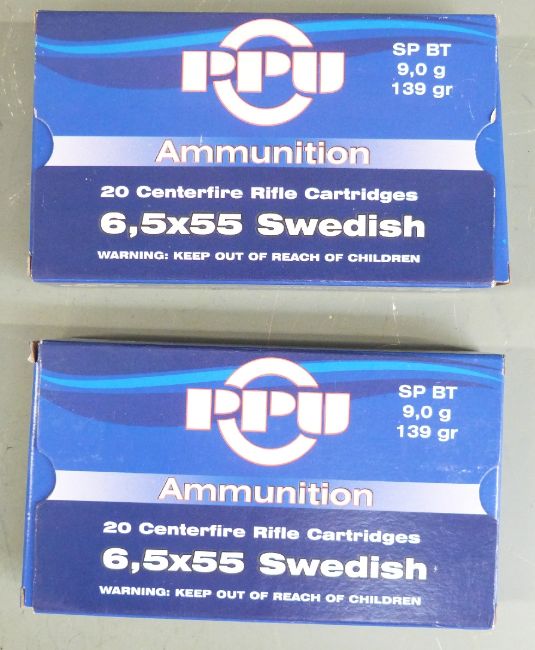 PPU
SP BT
9,0 g
139 gr
Ammunition
20 Centerfire Rifle Cartridges
6,5x55 Swedish
WARNING: KEEP OUT OF REACH OF CHILDREN
PPU
SP BT
9,0 g
139 gr
Ammunition
20 Centerfire Rifle Cartridges
6,5x55 Swedish
WARNING: KEEP OUT OF REACH OF CHILDREN